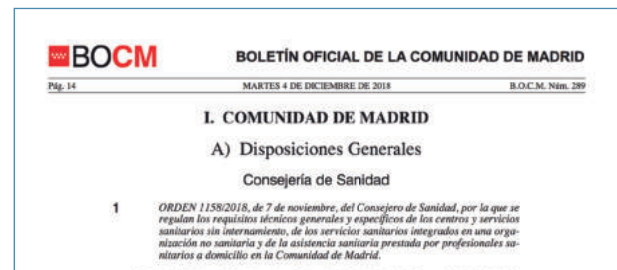 BOCM
BOLETÍN OFICIAL DE LA COMUNIDAD DE MADRID
Pág. 14 MARTES 4 DE DICIEMBRE DE 2018 B.O.C.M. Núm. 289
I. COMUNIDAD DE MADRID
A) Disposiciones Generales
Consejería de Sanidad
1 ORDEN 1158/2018, de 7 de noviembre, del Consejero de Sanidad, por la que se
regulan los requisitos técnicos generales y específicos de los centros y servicios
sanitarios sin internamiento, de los servicios sanitarios integrados en una orga-
nización no sanitaria y de la asistencia sanitaria prestada por profesionales sa-
nitarios a domicilio en la Comunidad de Madrid.